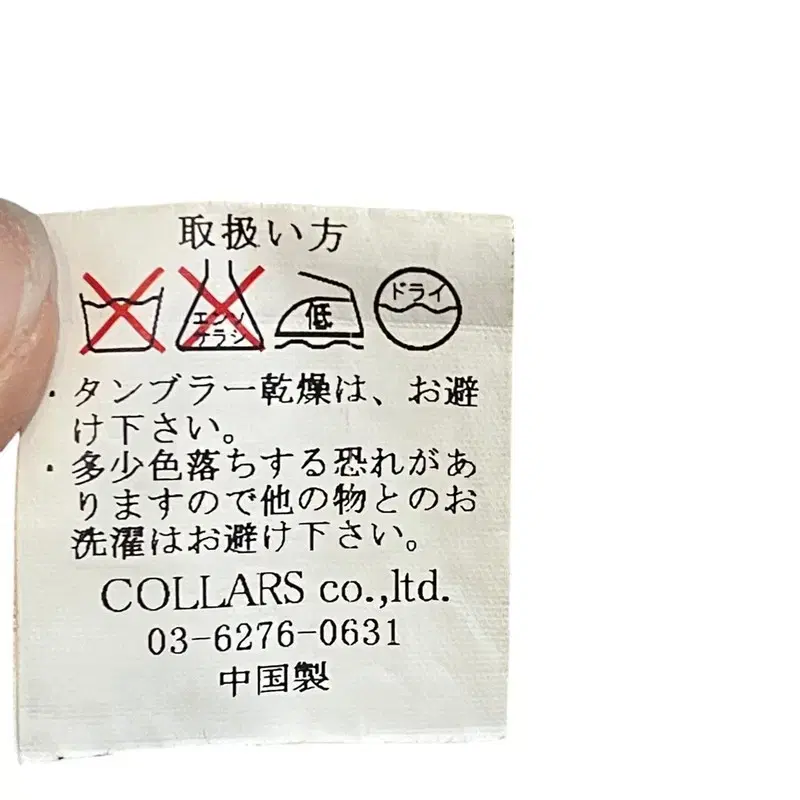 取扱い方
エンソ
サラシ
低
ドライ
・タンブラー乾燥は、お避
け下さい。
・多少色落ちする恐れがあ
りますので他の物とのお
洗濯はお避け下さい。
COLLARS co.,ltd.
03-6276-0631
中国製